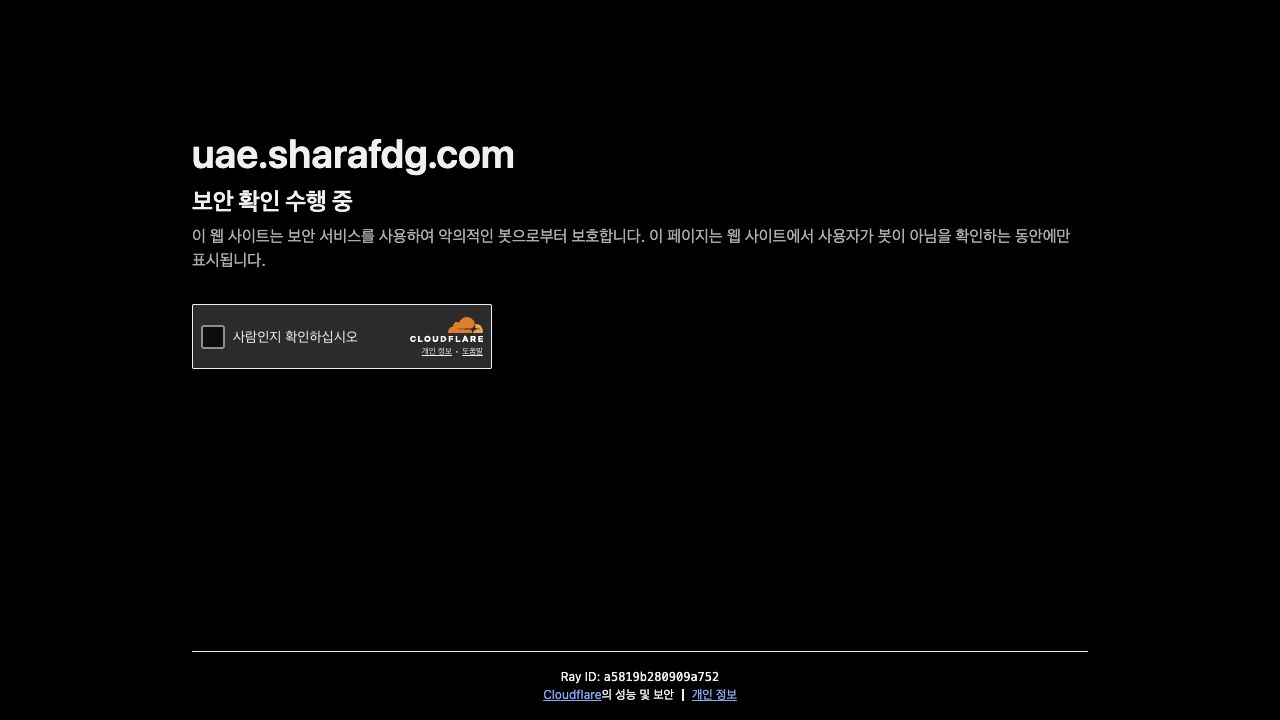 uae.sharafdg.com
보안 확인 수행 중
이 웹 사이트는 보안 서비스를 사용하여 악의적인 봇으로부터 보호합니다. 이 페이지는 웹 사이트에서 사용자가 봇이 아님을 확인하는 동안에만
표시됩니다.
사람인지 확인하십시오
CLOUDFLARE
개인 정보 • 도움말
Ray ID: a5819b280909a752
Cloudflare의 성능 및 보안 | 개인 정보